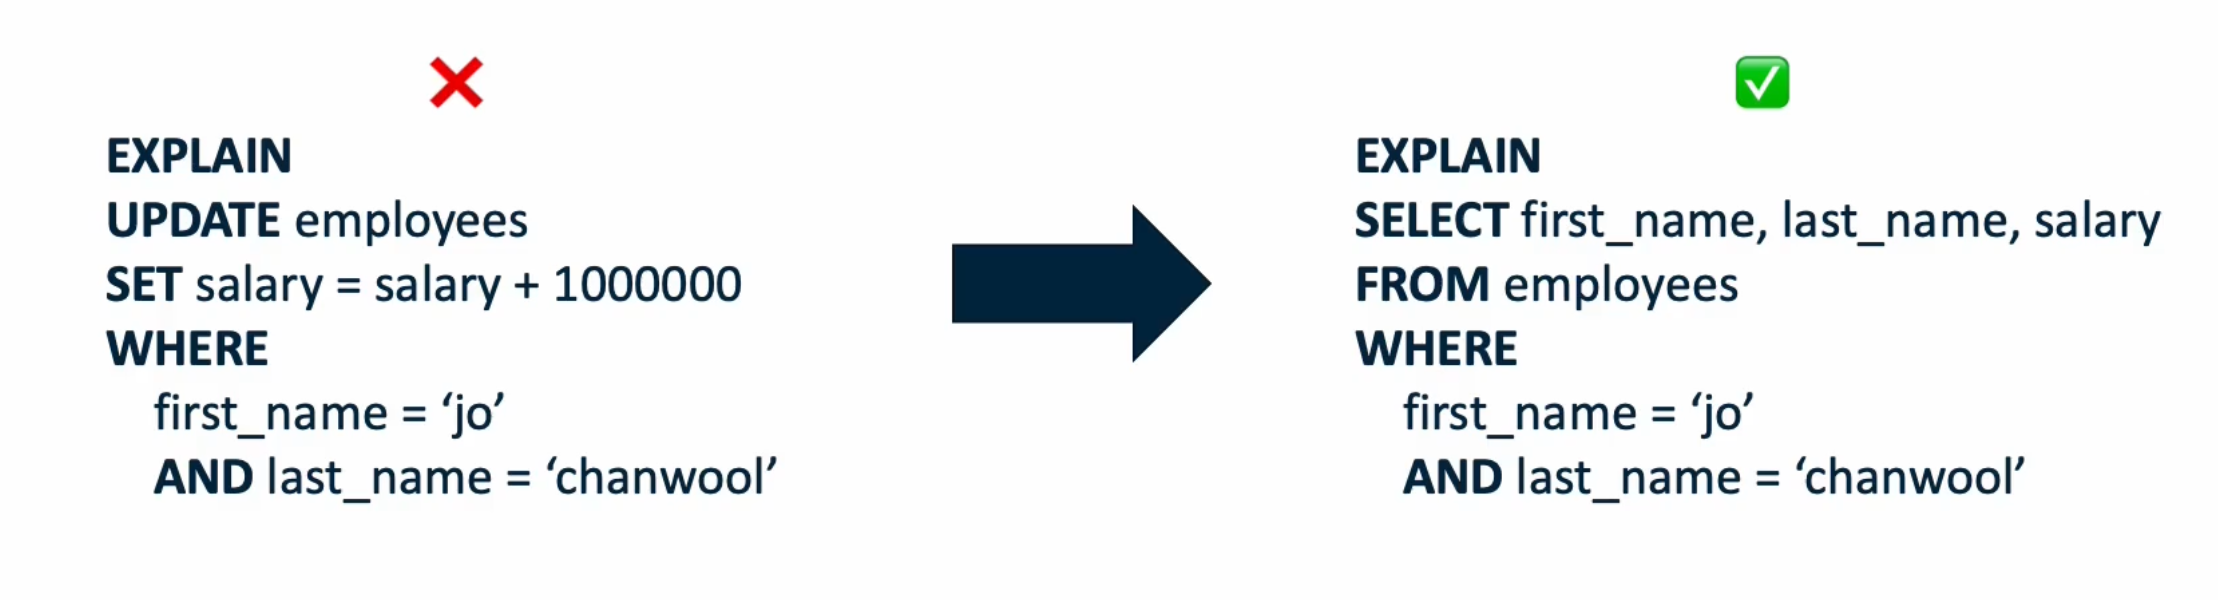 EXPLAIN
UPDATE employees
SET salary = salary + 1000000
WHERE
first_name = ‘jo’
AND last_name = ‘chanwool’
EXPLAIN
SELECT first_name, last_name, salary
FROM employees
WHERE
first_name = ‘jo’
AND last_name = ‘chanwool’